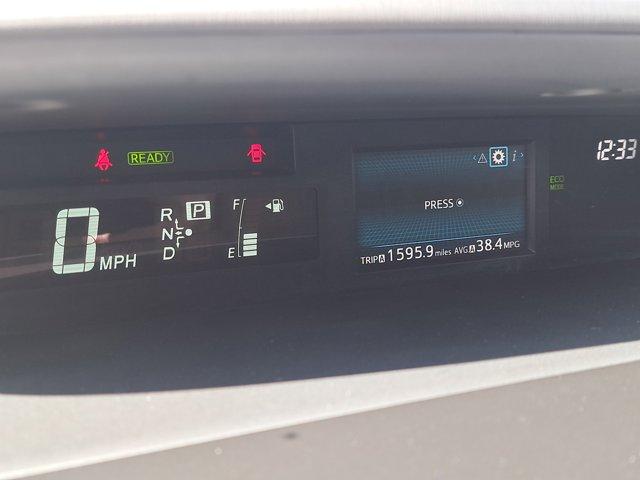 READY
0 MPH
R
N
D
P
F
E
i
PRESS
TRIP A 1595.9 miles AVG A 38.4 MPG
ECO
MODE
12:33